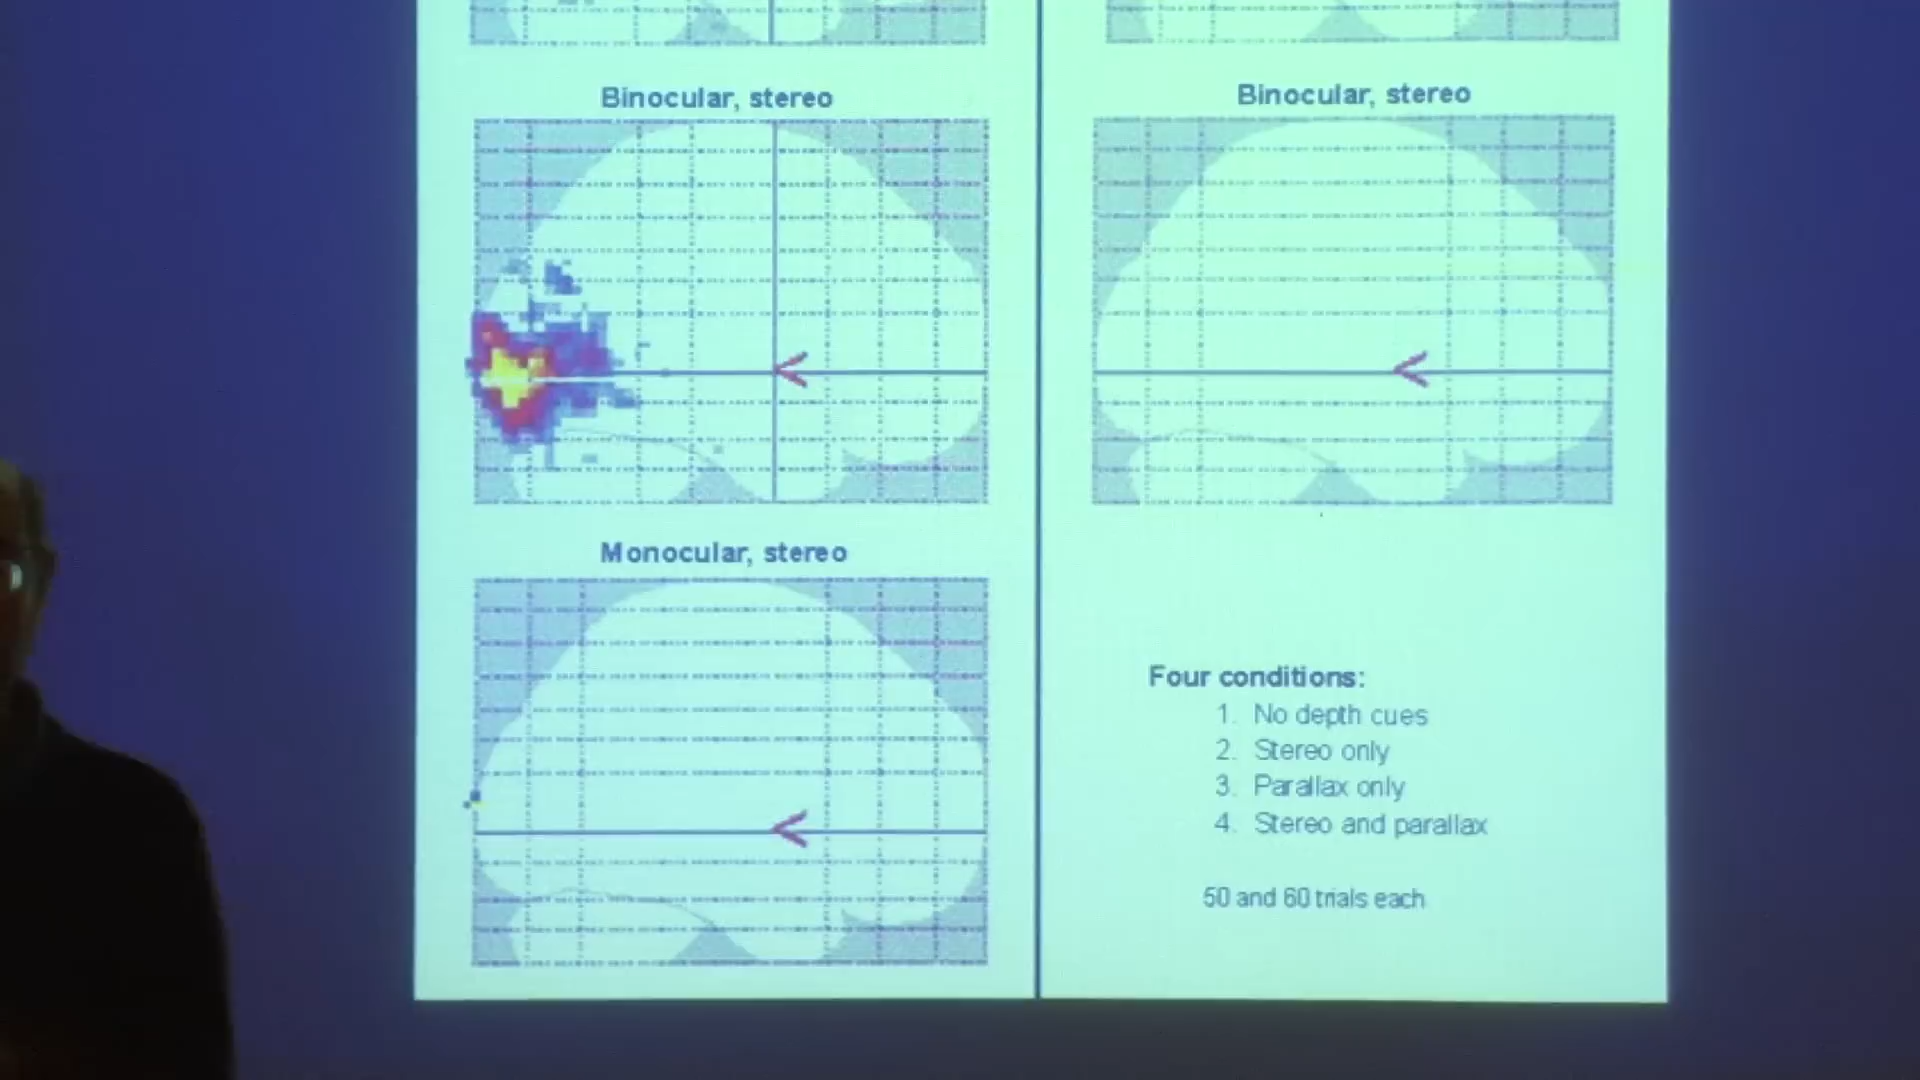 Binocular, stereo
Binocular, stereo
Monocular, stereo
Four conditions:
1. No depth cues
2. Stereo only
3. Parallax only
4. Stereo and parallax
50 and 60 trials each